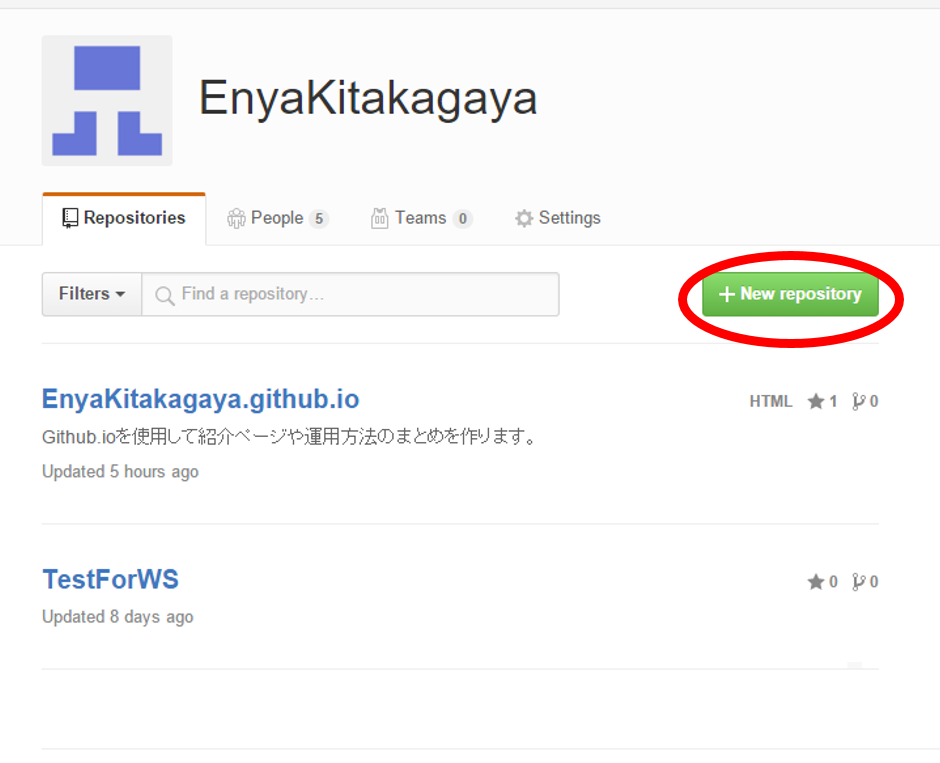 EnyaKitakagaya
Repositories People 5 Teams 0 Settings
Filters Find a repository… New repository
EnyaKitakagaya.github.io HTML 1 0
Github.ioを使用して紹介ページや運用方法のまとめを作ります。
Updated 5 hours ago
TestForWS 0 0
Updated 8 days ago